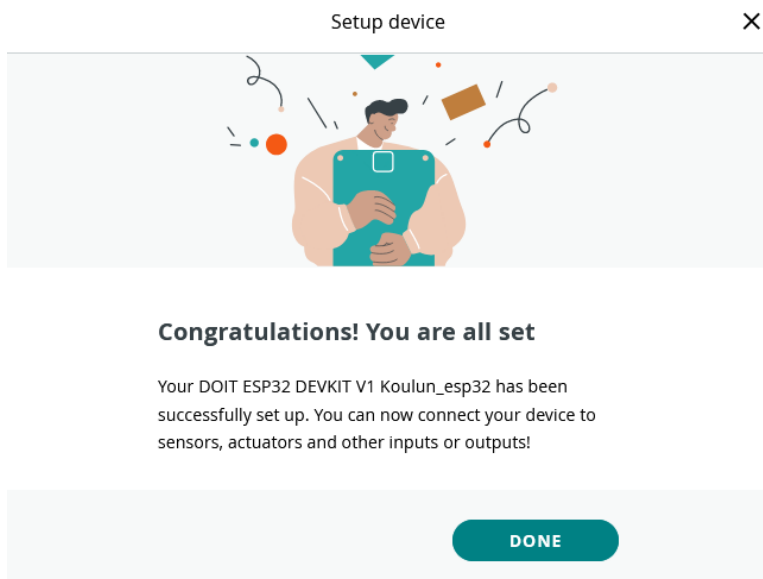 Setup device
Congratulations! You are all set
Your DOIT ESP32 DEVKIT V1 Koulun_esp32 has been
successfully set up. You can now connect your device to
sensors, actuators and other inputs or outputs!
DONE